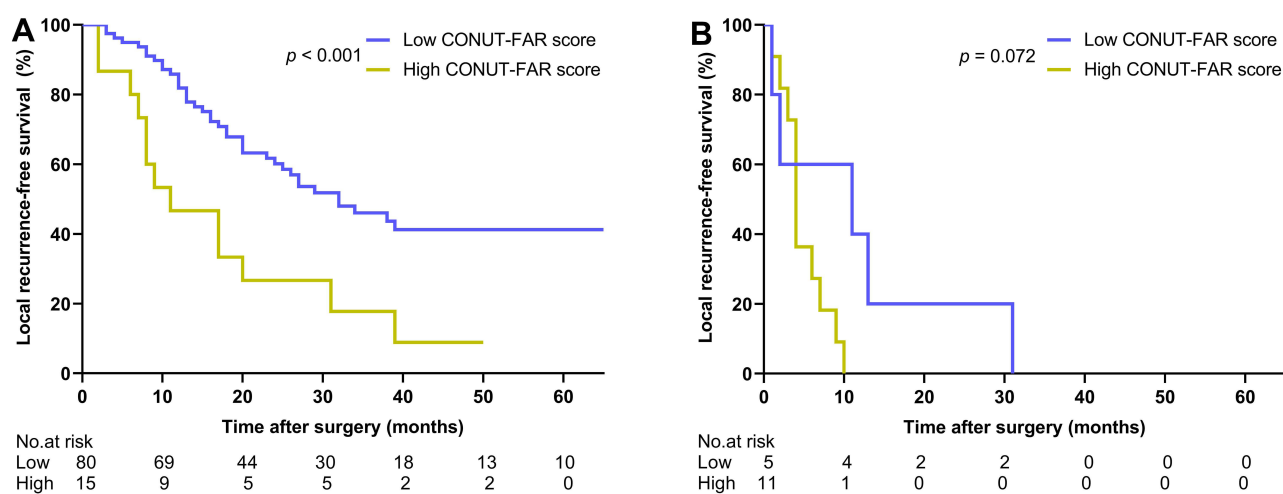 A
Local recurrence-free survival (%)
100
80
60
40
20
0
p < 0.001
Low CONUT-FAR score
High CONUT-FAR score
0 10 20 30 40 50 60
Time after surgery (months)
No.at risk
Low 80 69 44 30 18 13 10
High 15 9 5 5 2 2 0
B
Local recurrence-free survival (%)
100
80
60
40
20
0
p = 0.072
Low CONUT-FAR score
High CONUT-FAR score
0 10 20 30 40 50 60
Time after surgery (months)
No.at risk
Low 5 4 2 2 0 0 0
High 11 1 0 0 0 0 0